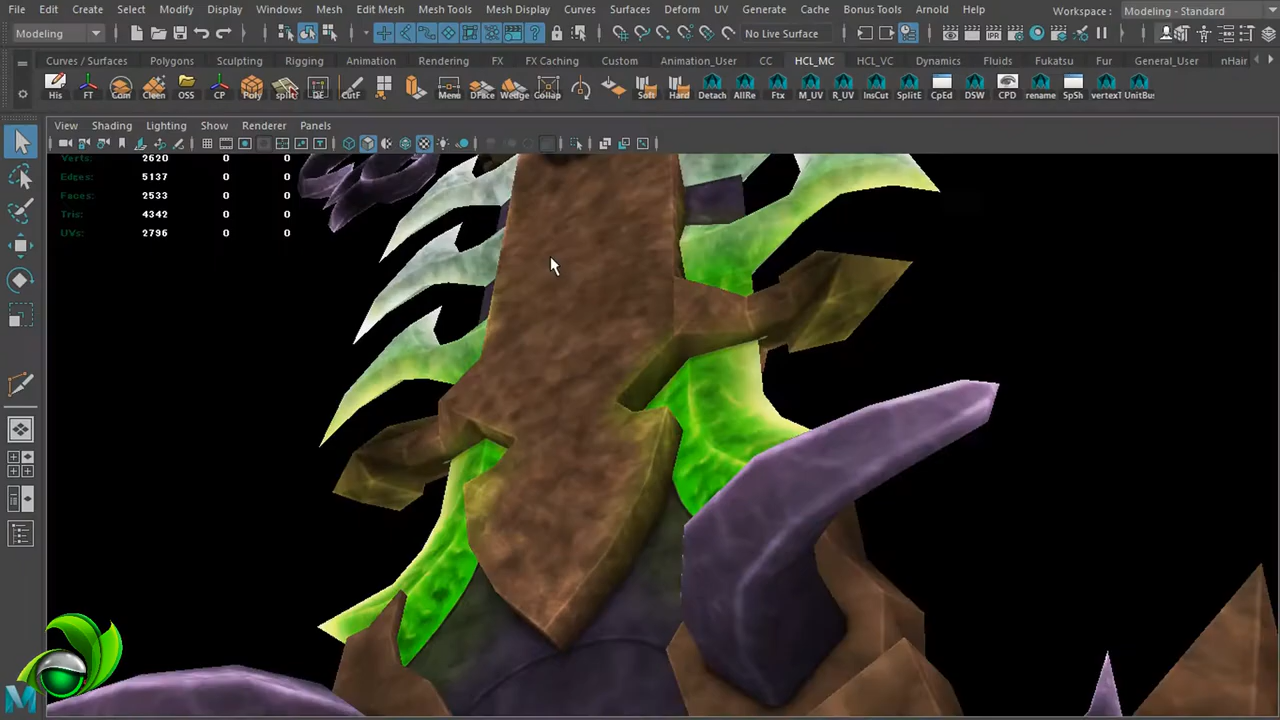 File Edit Create Select Modify Display Windows Mesh Edit Mesh Mesh Tools Mesh Display Curves Surfaces Deform UV Generate Cache Bonus Tools Arnold Help Workspace : Modeling - Standard
Modeling No Live Surface
Curves / Surfaces Polygons Sculpting Rigging Animation Rendering FX FX Caching Custom Animation_User CC HCL_MC HCL_VC Dynamics Fluids Fukatsu Fur General_User nHair
His FT Cam Cleen OSS CP Poly split DE CutF Menu DFace Wedge Collap Soft Hard Detach AllRe Ftx M_UV R_UV InsCut SplitE CpEd DSW CPD rename SpSh vertexT UnitBus
View Shading Lighting Show Renderer Panels
Verts: 2620 0 0
Edges: 5137 0 0
Faces: 2533 0 0
Tris: 4342 0 0
UVs: 2796 0 0